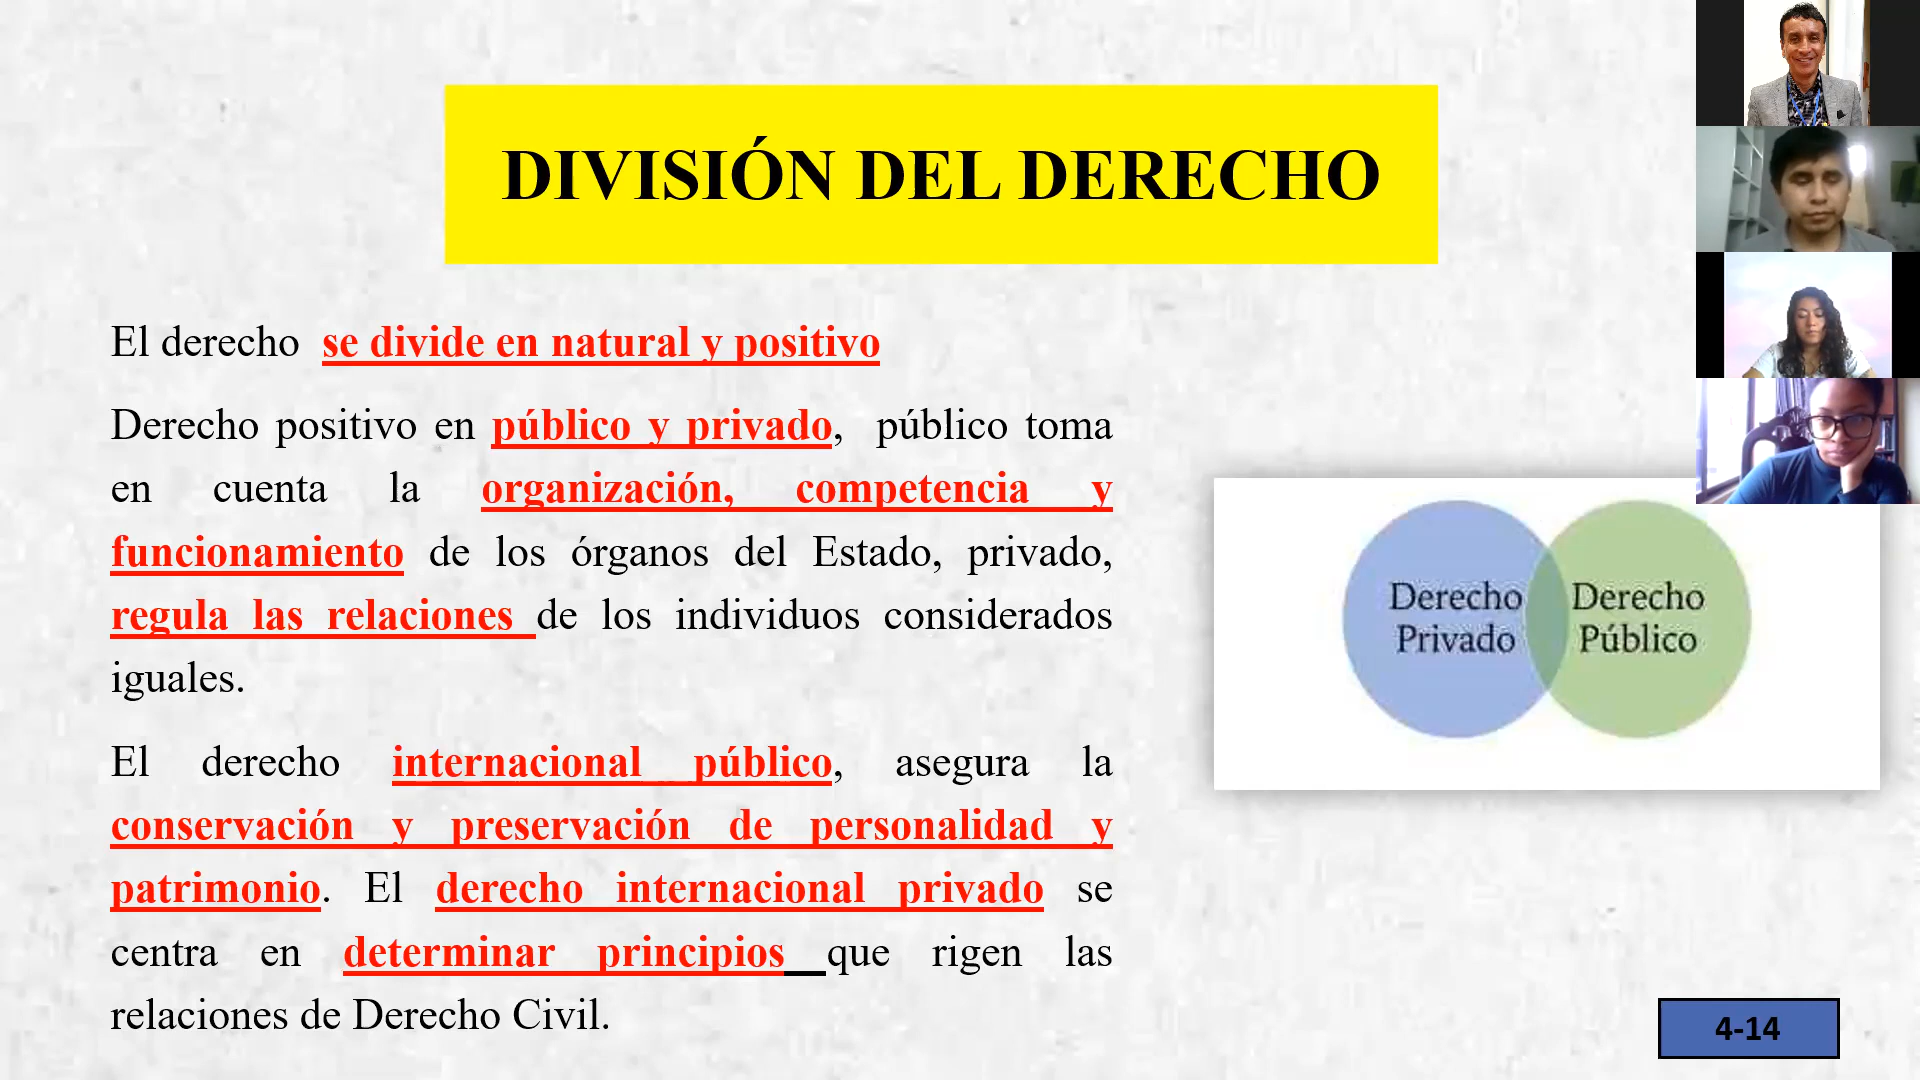 DIVISIÓN DEL DERECHO
El derecho se divide en natural y positivo
Derecho positivo en público y privado, público toma
en cuenta la organización, competencia y
funcionamiento de los órganos del Estado, privado,
regula las relaciones de los individuos considerados
iguales.
El derecho internacional público, asegura la
conservación y preservación de personalidad y
patrimonio. El derecho internacional privado se
centra en determinar principios que rigen las
relaciones de Derecho Civil.
Derecho
Privado
Derecho
Público
4-14